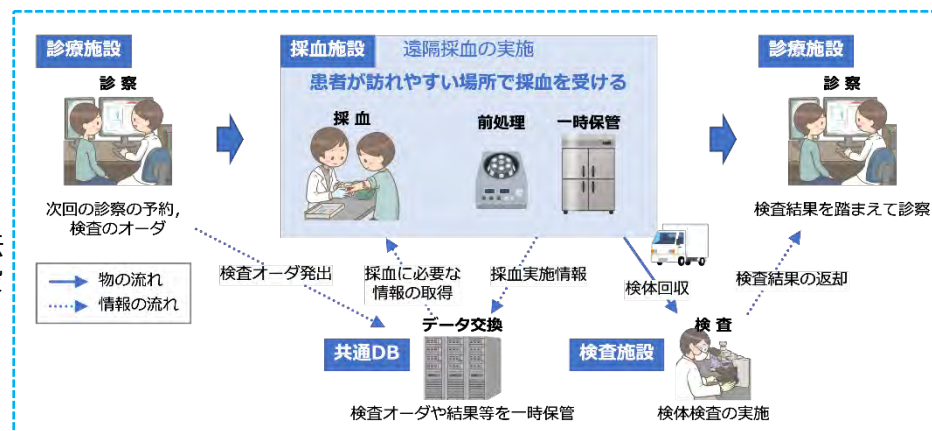 診療施設
診 察
次回の診察の予約，
検査のオーダ
採血施設
遠隔採血の実施
患者が訪れやすい場所で採血を受ける
採 血
前処理
一時保管
診療施設
診 察
検査結果を踏まえて診察
物の流れ
情報の流れ
検査オーダ発出
採血に必要な
情報の取得
採血実施情報
検体回収
検査結果の返却
データ交換
共通DB
検査オーダや結果等を一時保管
検査施設
検 査
検体検査の実施